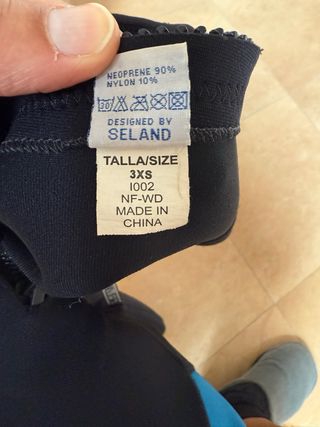 NEOPRENE 90%
NYLON 10%
30
DESIGNED BY
SELAND
TALLA/SIZE
3XS
I002
NF-WD
MADE IN
CHINA